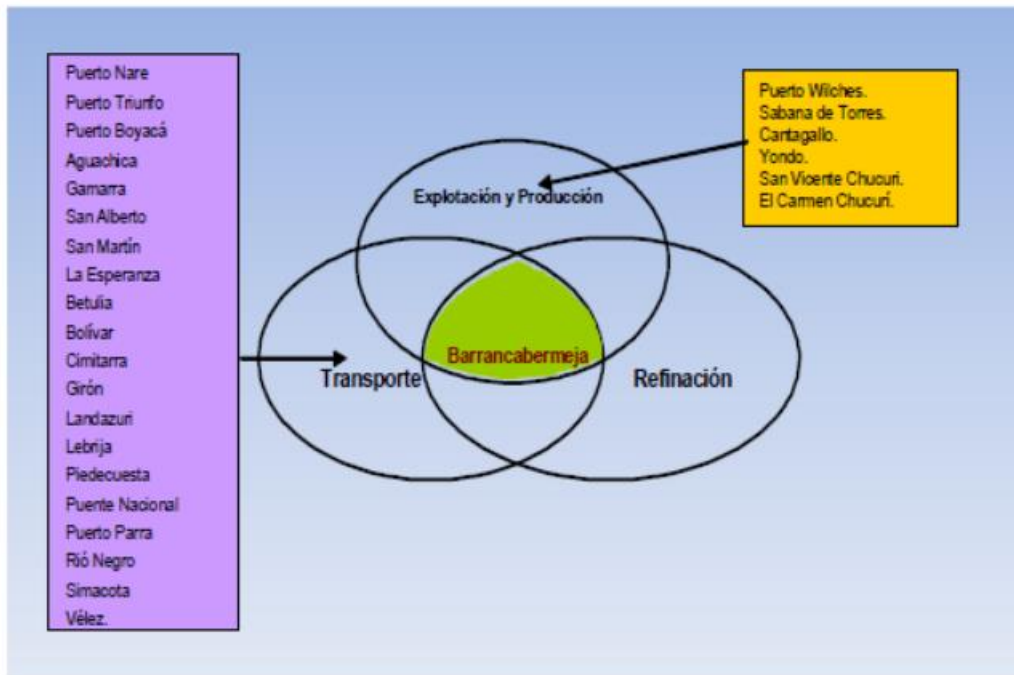 Puerto Nare
Puerto Triunfo
Puerto Boyacá
Aguachica
Gamarra
San Alberto
San Martín
La Esperanza
Betulia
Bolívar
Cimitarra
Girón
Landazuri
Lebrija
Piedecuesta
Puente Nacional
Puerto Parra
Rió Negro
Simacota
Vélez.
Puerto Wilches.
Sabana de Torres.
Cantagallo.
Yondo.
San Vicente Chucuri.
El Carmen Chucurí.
Explotación y Producción
Barrancabermeja
Transporte
Refinación